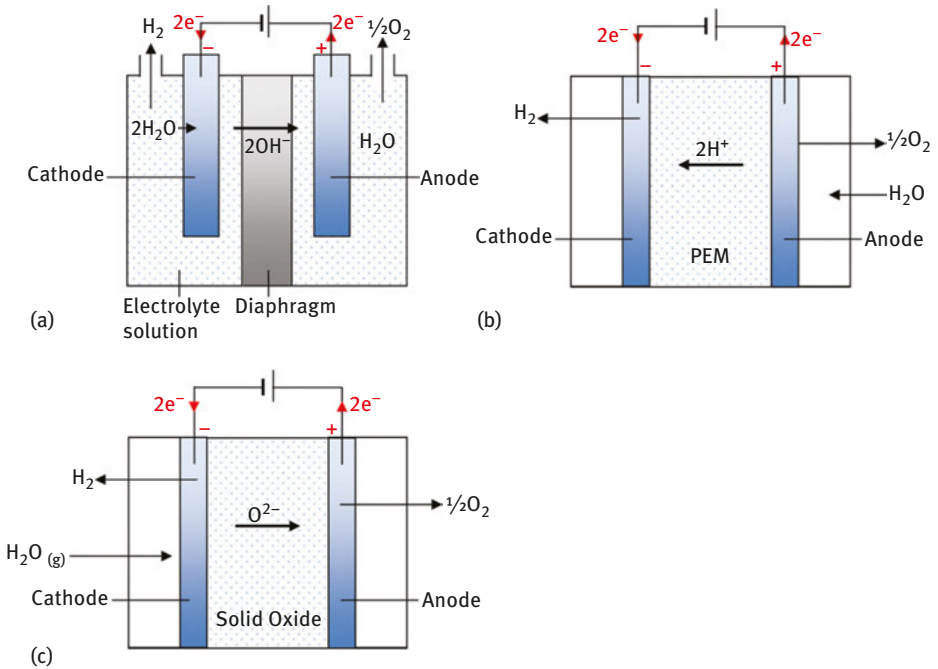 H₂
2e⁻
−
2e⁻
+
½O₂
2H₂O
2OH⁻
H₂O
Cathode
Anode
Electrolyte
solution
Diaphragm
(a)
2e⁻
−
2e⁻
+
H₂
2H⁺
½O₂
H₂O
Cathode
PEM
Anode
(b)
2e⁻
−
2e⁻
+
H₂
O²⁻
½O₂
H₂O (g)
Cathode
Solid Oxide
Anode
(c)